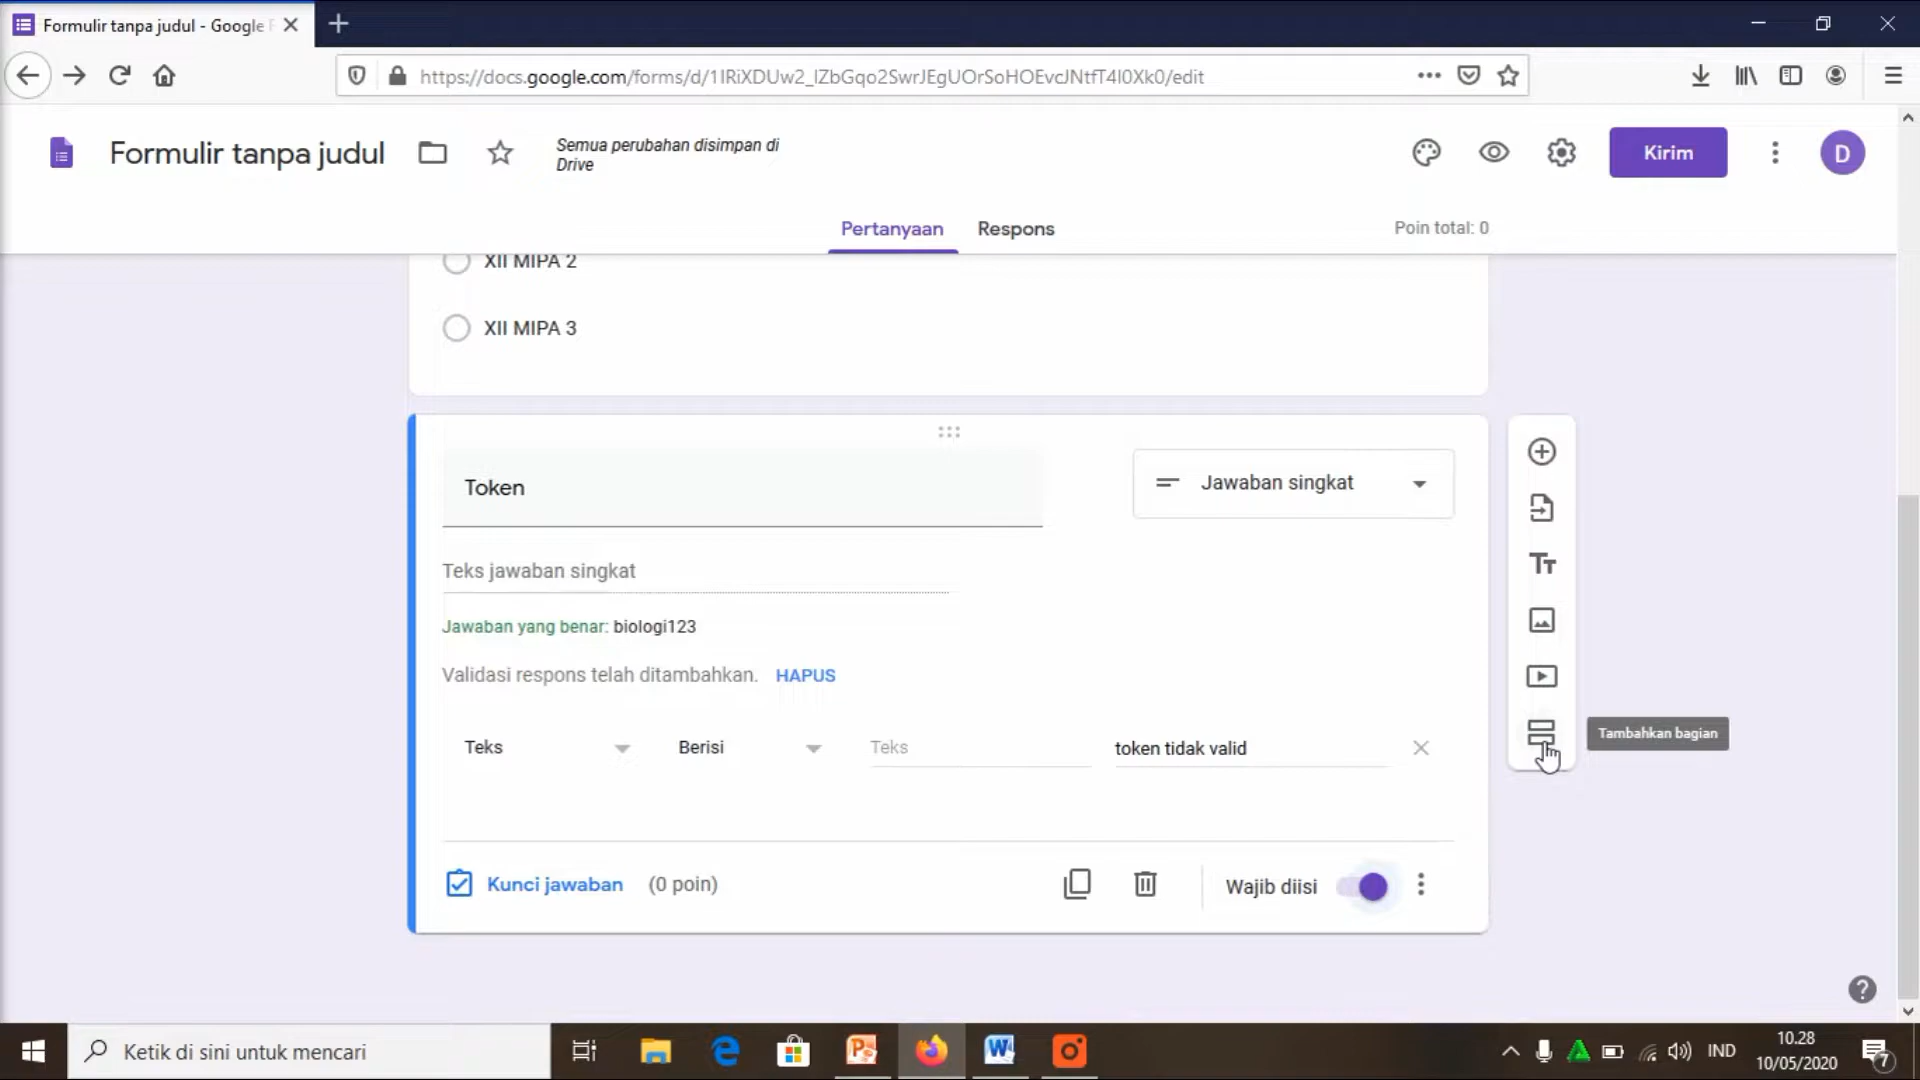 Formulir tanpa judul - Google F
https://docs.google.com/forms/d/1IRiXDUw2_lZbGqo2SwrJEgUOrSoHOEvcJNtfT4I0Xk0/edit
Formulir tanpa judul
Semua perubahan disimpan di
Drive
Kirim
D
Pertanyaan
Respons
Poin total: 0
XII MIPA 2
XII MIPA 3
Token
Jawaban singkat
Teks jawaban singkat
Jawaban yang benar: biologi123
Validasi respons telah ditambahkan. HAPUS
Teks
Berisi
Teks
token tidak valid
Tambahkan bagian
Kunci jawaban (0 poin)
Wajib diisi
Ketik di sini untuk mencari
IND
10.28
10/05/2020
7